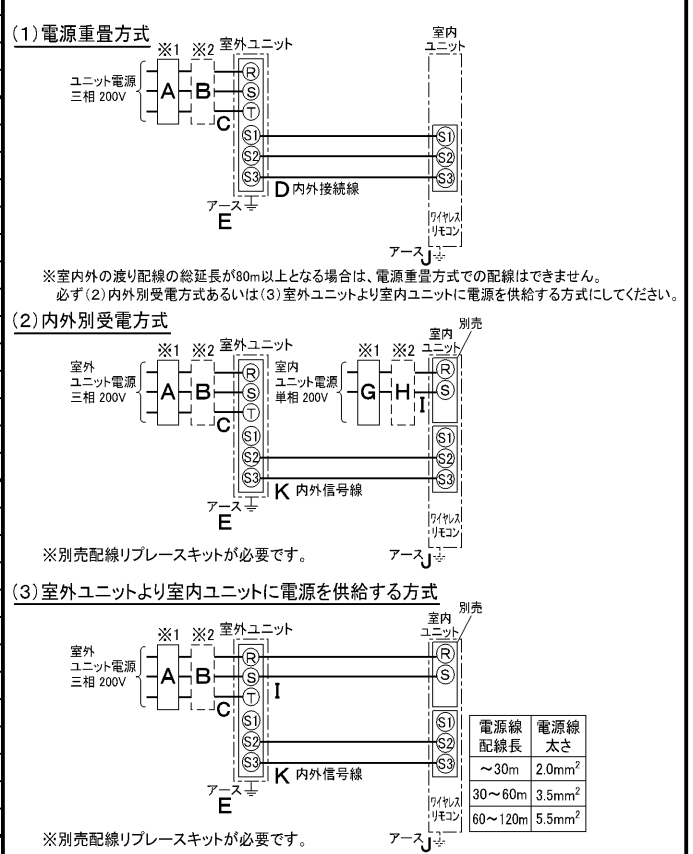 (1)電源重畳方式
※1 ※2 室外ユニット
室内
ユニット
ユニット電源
三相 200V
A B C
R
S
T
S1 S1
S2 S2
S3 S3
D 内外接続線
アース
E
ワイヤレス
リモコン
アース J
※室内外の渡り配線の総延長が80m以上となる場合は、電源重畳方式での配線はできません。
必ず(2)内外別受電方式あるいは(3)室外ユニットより室内ユニットに電源を供給する方式にしてください。
(2)内外別受電方式
※1 ※2 室外ユニット
※1 ※2 室内
ユニット
別売
室外
ユニット電源
三相 200V
A B C
R
S
T
S1
S2
S3
室内
ユニット電源
単相 200V
G H I
R
S
S1
S2
S3
K 内外信号線
アース
E
ワイヤレス
リモコン
アース J
※別売配線リプレースキットが必要です。
(3)室外ユニットより室内ユニットに電源を供給する方式
※1 ※2 室外ユニット
室内
ユニット
別売
室外
ユニット電源
三相 200V
A B C
R R
S S
T I
S1 S1
S2 S2
S3 S3
K 内外信号線
アース
E
ワイヤレス
リモコン
アース J
電源線
配線長
電源線
太さ
～30m 2.0mm²
30～60m 3.5mm²
60～120m 5.5mm²
※別売配線リプレースキットが必要です。